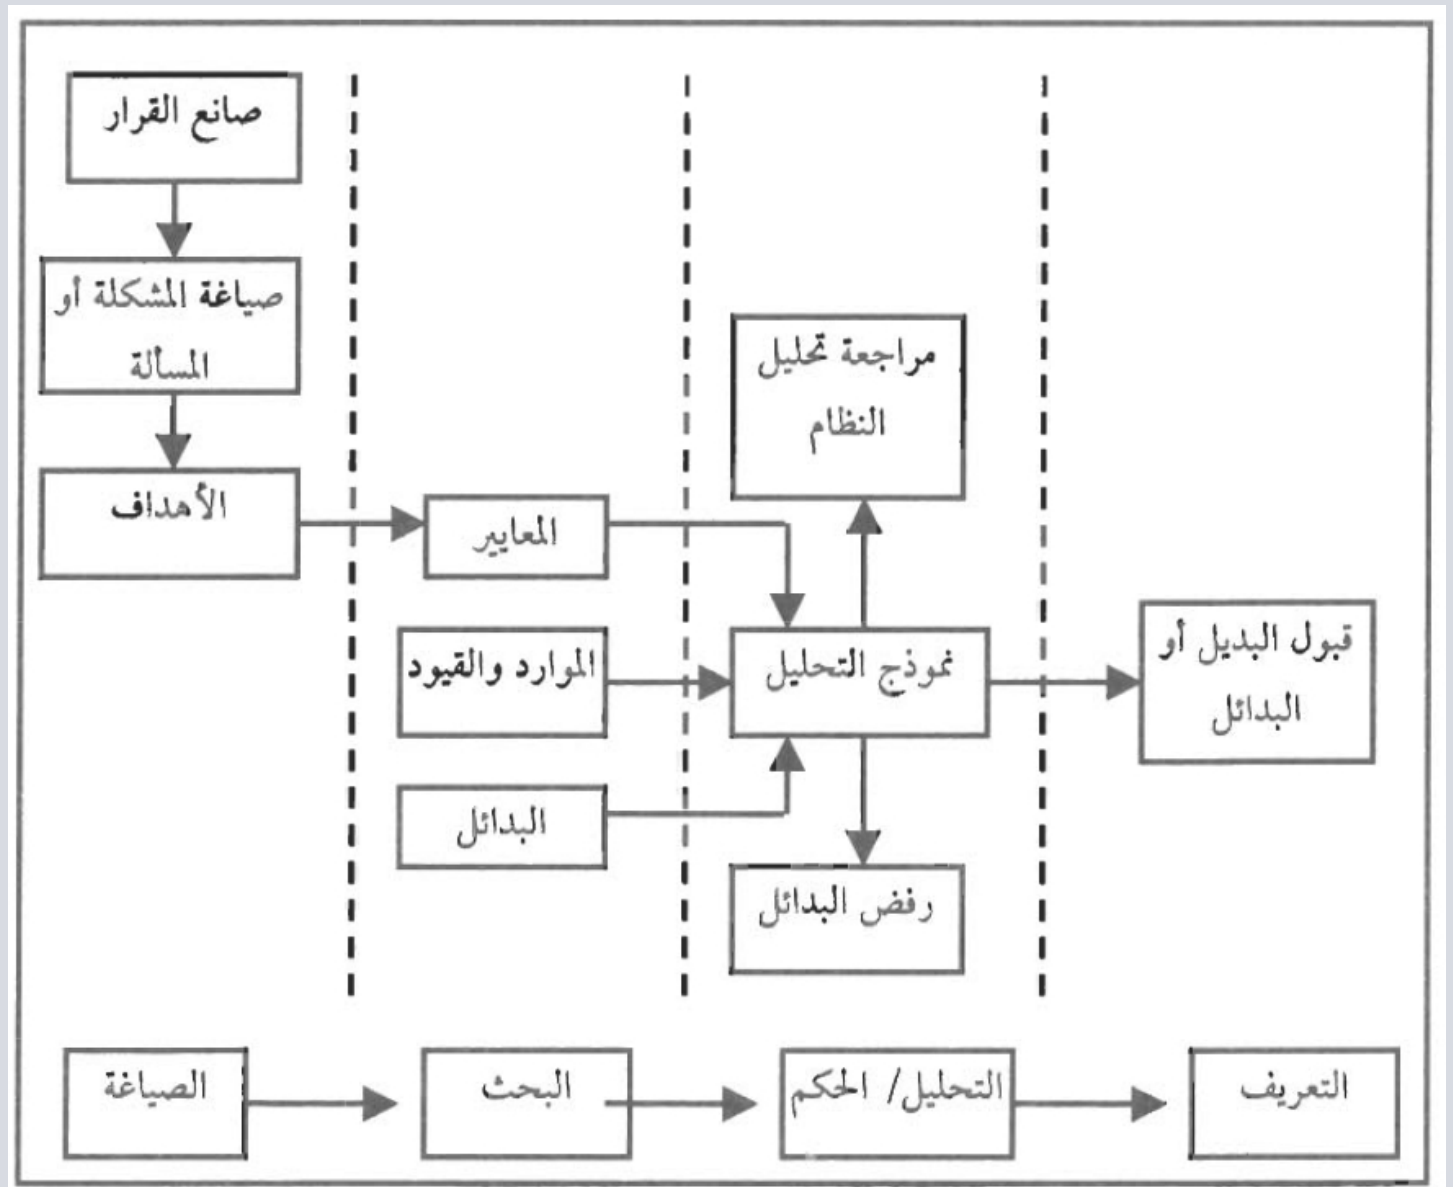 صانع القرار
صياغة المشكلة أو
المسألة
الأهداف
المعايير
الموارد والقيود
البدائل
مراجعة تحليل
النظام
نموذج التحليل
رفض البدائل
قبول البديل أو
البدائل
الصياغة
البحث
التحليل/ الحكم
التعريف